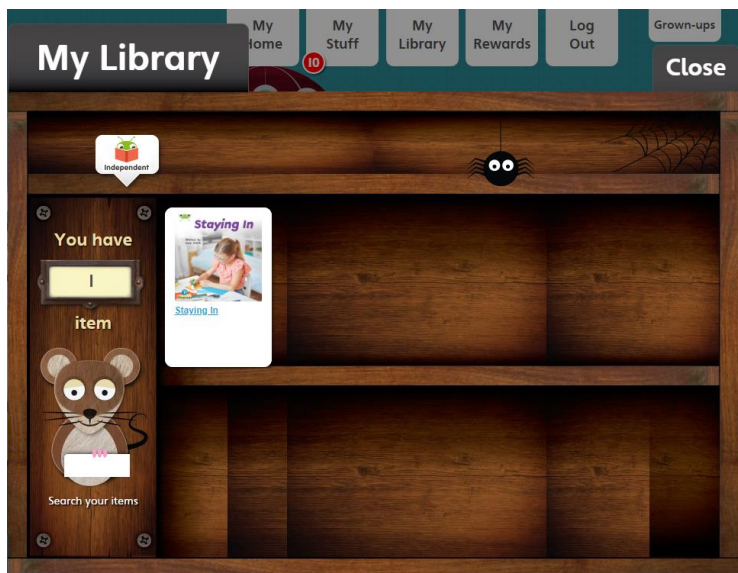 My Home
My Stuff
My Library
My Rewards
Log Out
Grown-ups
10
My Library
Close
Independent
You have
1
item
Staying In
Staying In
Search your items